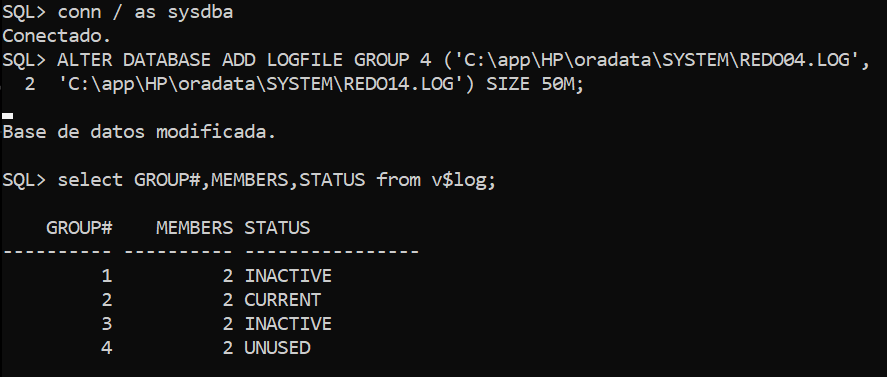 SQL> conn / as sysdba
Conectado.
SQL> ALTER DATABASE ADD LOGFILE GROUP 4 ('C:\app\HP\oradata\SYSTEM\REDO04.LOG',
  2  'C:\app\HP\oradata\SYSTEM\REDO14.LOG') SIZE 50M;
Base de datos modificada.
SQL> select GROUP#,MEMBERS,STATUS from v$log;
    GROUP#    MEMBERS STATUS
---------- ---------- ----------------
         1          2 INACTIVE
         2          2 CURRENT
         3          2 INACTIVE
         4          2 UNUSED